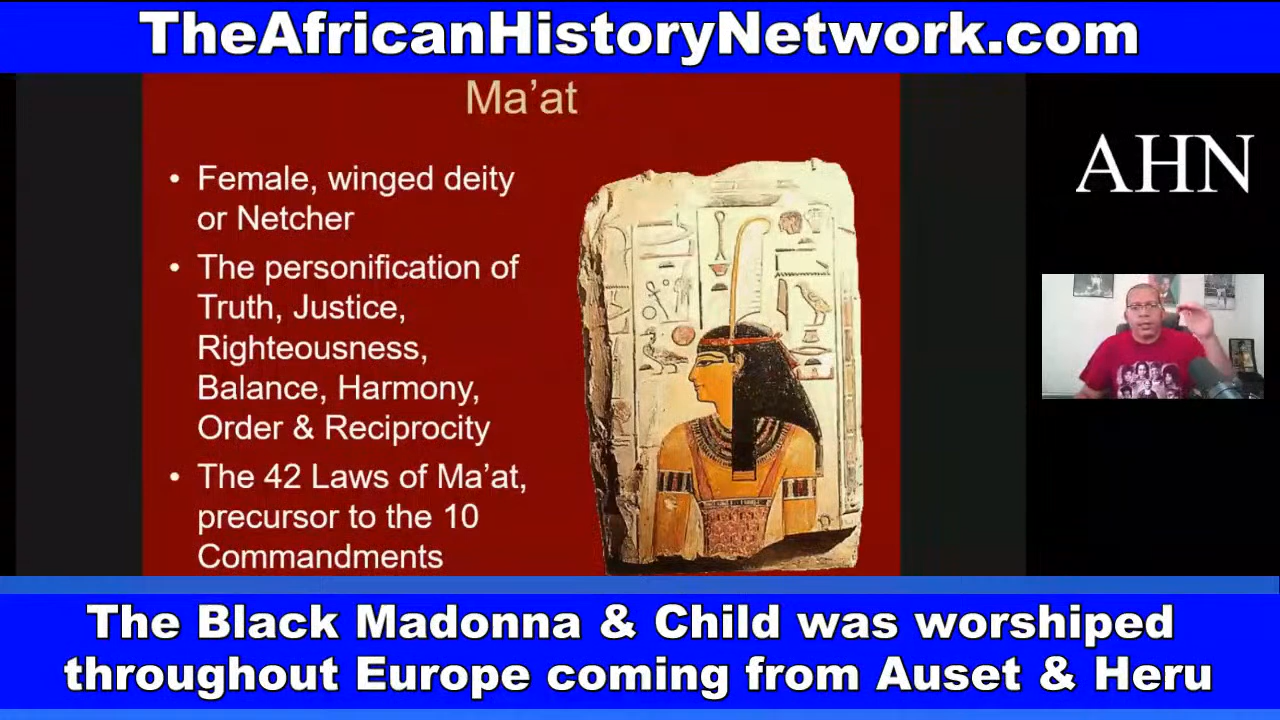 TheAfricanHistoryNetwork.com
Ma’at
• Female, winged deity
or Netcher
• The personification of
Truth, Justice,
Righteousness,
Balance, Harmony,
Order & Reciprocity
• The 42 Laws of Ma’at,
precursor to the 10
Commandments
AHN
The Black Madonna & Child was worshiped
throughout Europe coming from Auset & Heru